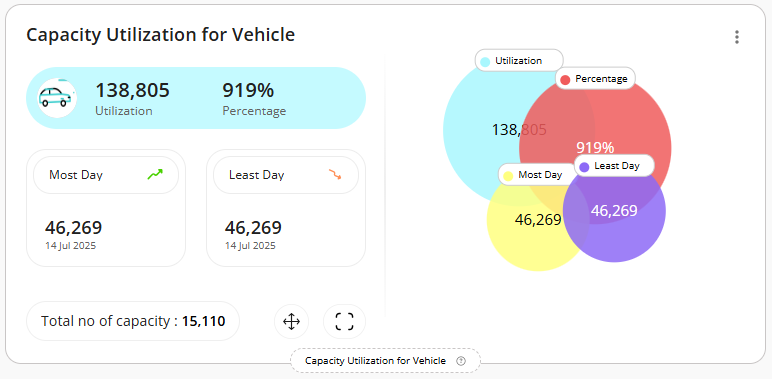 Capacity Utilization for Vehicle
138,805
Utilization
919%
Percentage
Most Day
46,269
14 Jul 2025
Least Day
46,269
14 Jul 2025
Total no of capacity : 15,110
Utilization
Percentage
138,805
919%
Most Day
Least Day
46,269
46,269
Capacity Utilization for Vehicle ?